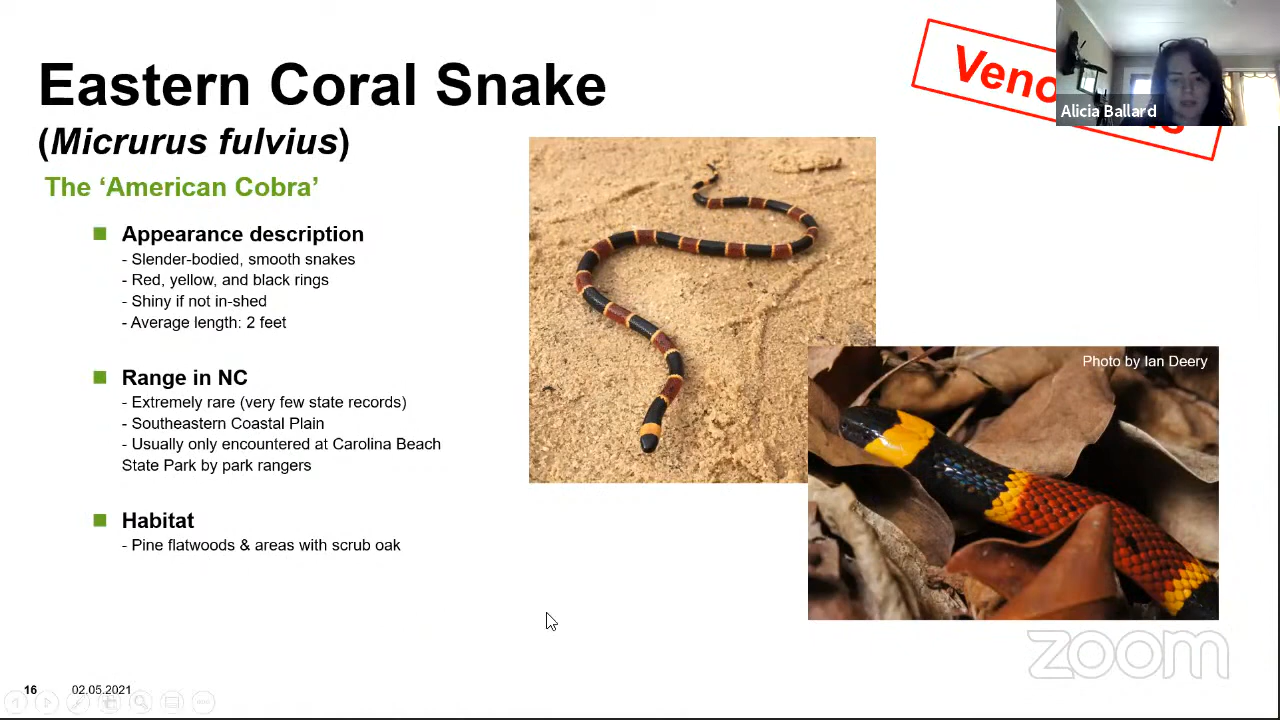 Eastern Coral Snake
(Micrurus fulvius)
The ‘American Cobra’
Appearance description
- Slender-bodied, smooth snakes
- Red, yellow, and black rings
- Shiny if not in-shed
- Average length: 2 feet
Range in NC
- Extremely rare (very few state records)
- Southeastern Coastal Plain
- Usually only encountered at Carolina Beach
State Park by park rangers
Habitat
- Pine flatwoods & areas with scrub oak
Alicia Ballard
Photo by Ian Deery
zoom
16
02.05.2021